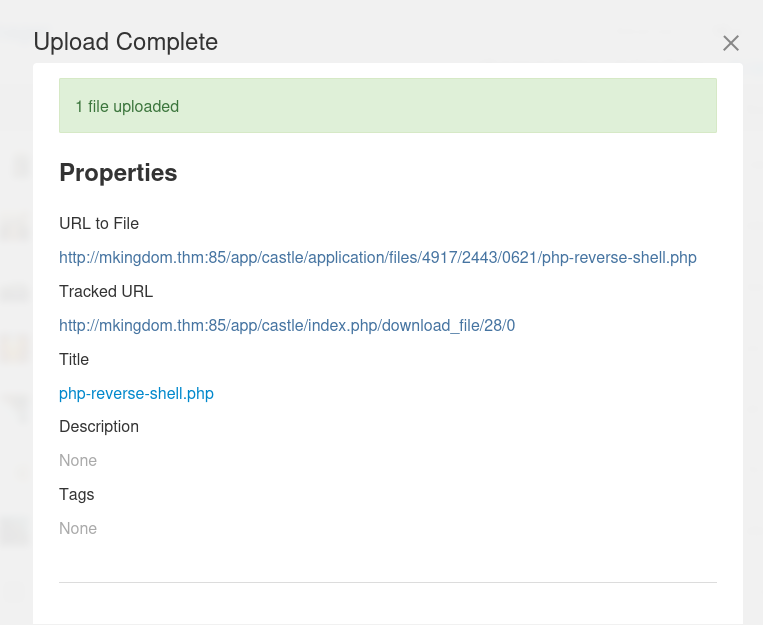 Upload Complete
1 file uploaded
Properties
URL to File
http://mkingdom.thm:85/app/castle/application/files/4917/2443/0621/php-reverse-shell.php
Tracked URL
http://mkingdom.thm:85/app/castle/index.php/download_file/28/0
Title
php-reverse-shell.php
Description
None
Tags
None